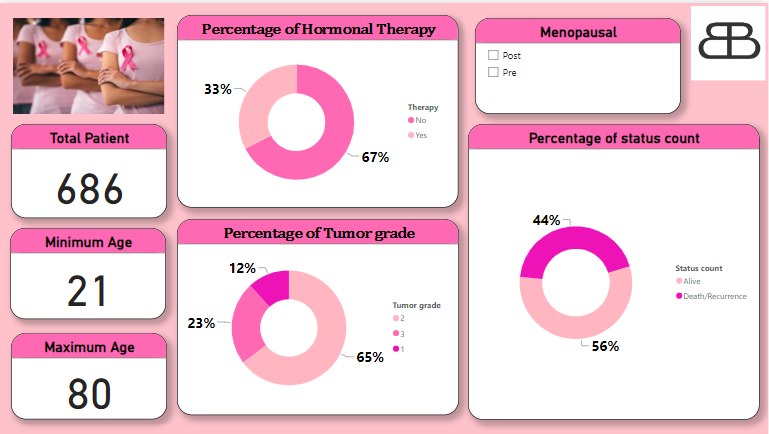 Percentage of Hormonal Therapy
33%
67%
Therapy
No
Yes
Menopausal
Post
Pre
BB
Total Patient
686
Minimum Age
21
Maximum Age
80
Percentage of Tumor grade
12%
23%
65%
Tumor grade
2
3
1
Percentage of status count
44%
56%
Status count
Alive
Death/Recurrence